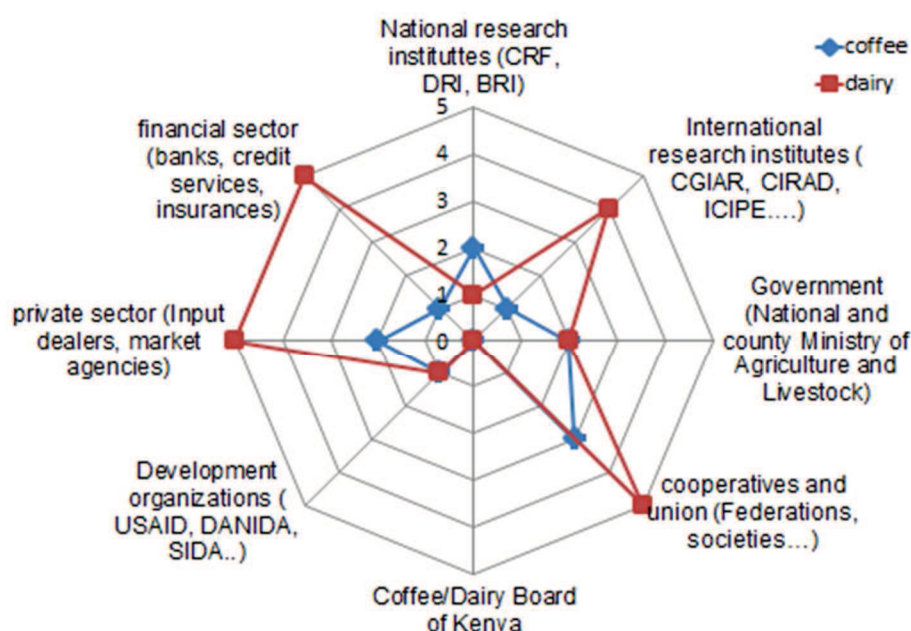 National research
instituttes (CRF,
DRI, BRI)
coffee
dairy
5
4
3
2
1
0
financial sector
(banks, credit
services,
insurances)
International
research institutes (
CGIAR, CIRAD,
ICIPE....)
private sector (Input
dealers, market
agencies)
Government
(National and
county Ministry of
Agriculture and
Livestock)
Development
organizations (
USAID, DANIDA,
SIDA..)
cooperatives and
union (Federations,
societies...)
Coffee/Dairy Board
of Kenya